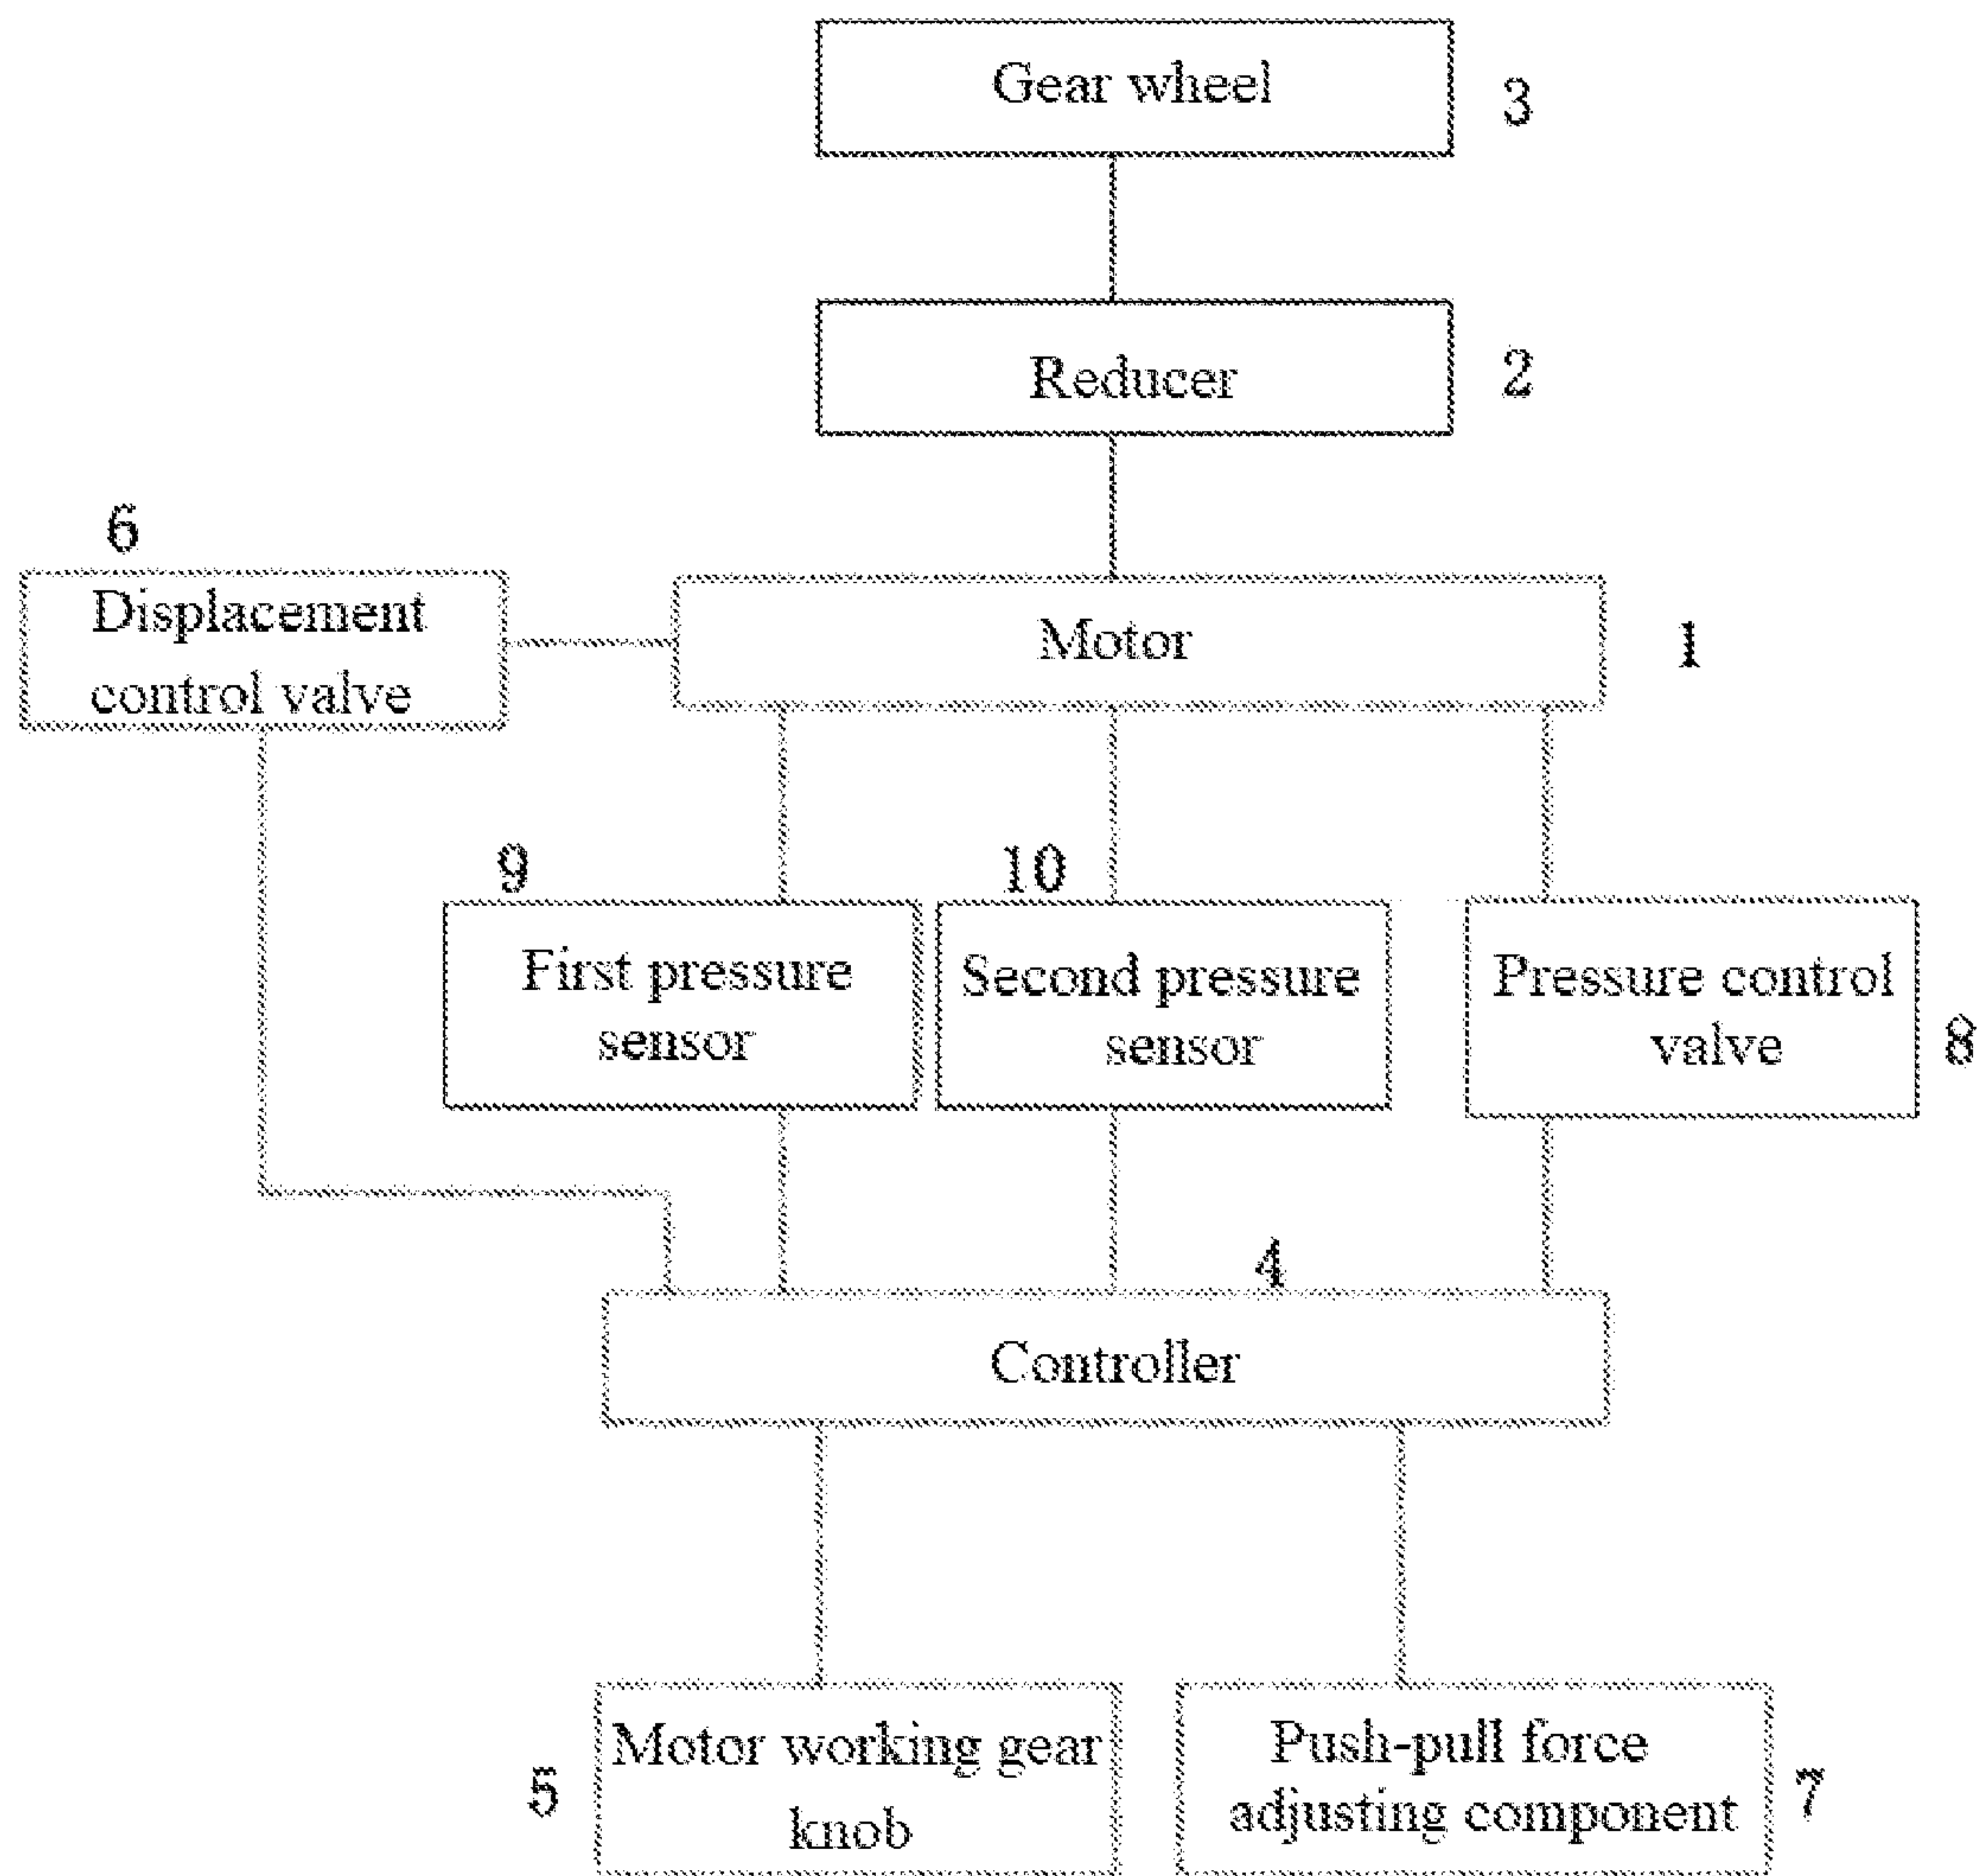 Gear wheel
3
Reducer
2
6
Displacement
control valve
Motor
1
9
10
First pressure
sensor
Second pressure
sensor
Pressure control
valve
8
4
Controller
5
Motor working gear
knob
Push-pull force
adjusting component
7